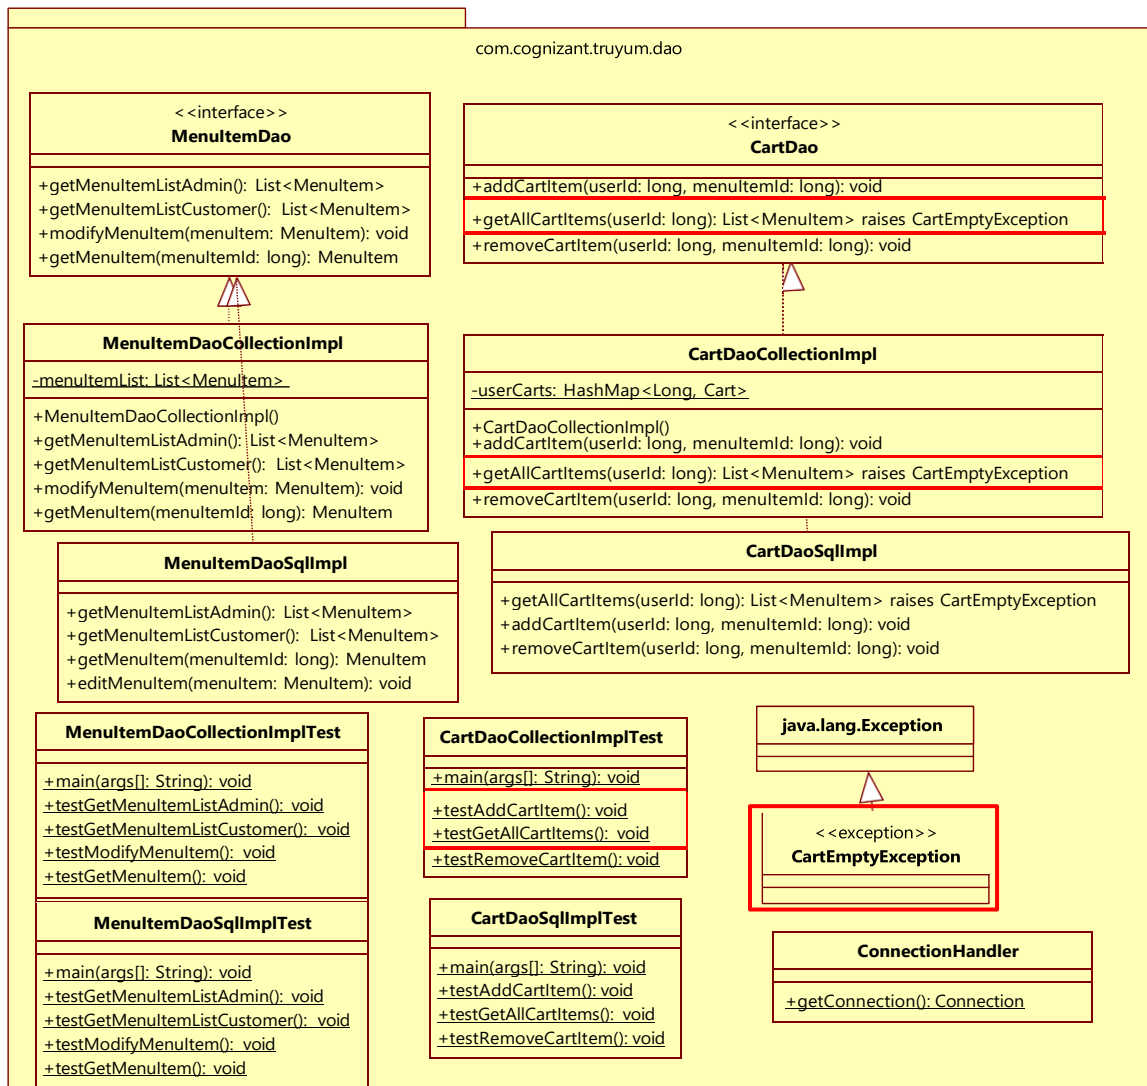 com.cognizant.truyum.dao
<<interface>>
MenuItemDao
+getMenuItemListAdmin(): List<MenuItem>
+getMenuItemListCustomer(): List<MenuItem>
+modifyMenuItem(menuItem: MenuItem): void
+getMenuItem(menuItemId: long): MenuItem
<<interface>>
CartDao
+addCartItem(userId: long, menuItemId: long): void
+getAllCartItems(userId: long): List<MenuItem> raises CartEmptyException
+removeCartItem(userId: long, menuItemId: long): void
MenuItemDaoCollectionImpl
-menuItemList: List<MenuItem>
+MenuItemDaoCollectionImpl()
+getMenuItemListAdmin(): List<MenuItem>
+getMenuItemListCustomer(): List<MenuItem>
+modifyMenuItem(menuItem: MenuItem): void
+getMenuItem(menuItemId: long): MenuItem
CartDaoCollectionImpl
-userCarts: HashMap<Long, Cart>
+CartDaoCollectionImpl()
+addCartItem(userId: long, menuItemId: long): void
+getAllCartItems(userId: long): List<MenuItem> raises CartEmptyException
+removeCartItem(userId: long, menuItemId: long): void
MenuItemDaoSqlImpl
+getMenuItemListAdmin(): List<MenuItem>
+getMenuItemListCustomer(): List<MenuItem>
+getMenuItem(menuItemId: long): MenuItem
+editMenuItem(menuItem: MenuItem): void
CartDaoSqlImpl
+getAllCartItems(userId: long): List<MenuItem> raises CartEmptyException
+addCartItem(userId: long, menuItemId: long): void
+removeCartItem(userId: long, menuItemId: long): void
MenuItemDaoCollectionImplTest
+main(args[]: String): void
+testGetMenuItemListAdmin(): void
+testGetMenuItemListCustomer(): void
+testModifyMenuItem(): void
+testGetMenuItem(): void
CartDaoCollectionImplTest
+main(args[]: String): void
+testAddCartItem(): void
+testGetAllCartItems(): void
+testRemoveCartItem(): void
java.lang.Exception
<<exception>>
CartEmptyException
MenuItemDaoSqlImplTest
+main(args[]: String): void
+testGetMenuItemListAdmin(): void
+testGetMenuItemListCustomer(): void
+testModifyMenuItem(): void
+testGetMenuItem(): void
CartDaoSqlImplTest
+main(args[]: String): void
+testAddCartItem(): void
+testGetAllCartItems(): void
+testRemoveCartItem(): void
ConnectionHandler
+getConnection(): Connection